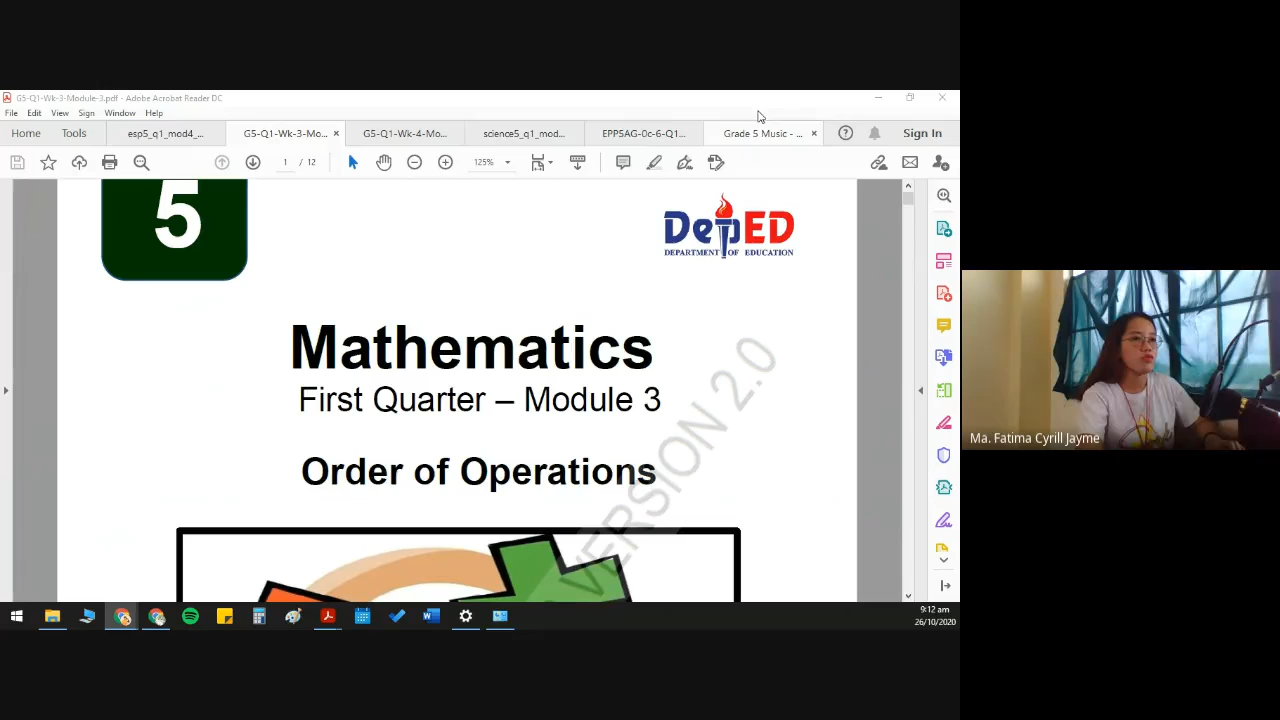 G5-Q1-Wk-3-Module-3.pdf - Adobe Acrobat Reader DC
File Edit View Sign Window Help
Home Tools esp5_q1_mod4_... G5-Q1-Wk-3-Mo... × G5-Q1-Wk-4-Mo... science5_q1_mod... EPP5AG-0c-6-Q1... Grade 5 Music - ... × Sign In
1 / 12 125%
5
DepED
DEPARTMENT OF EDUCATION
Mathematics
First Quarter – Module 3
Order of Operations
VERSION 2.0
Ma. Fatima Cyrill Jayme
9:12 am
26/10/2020